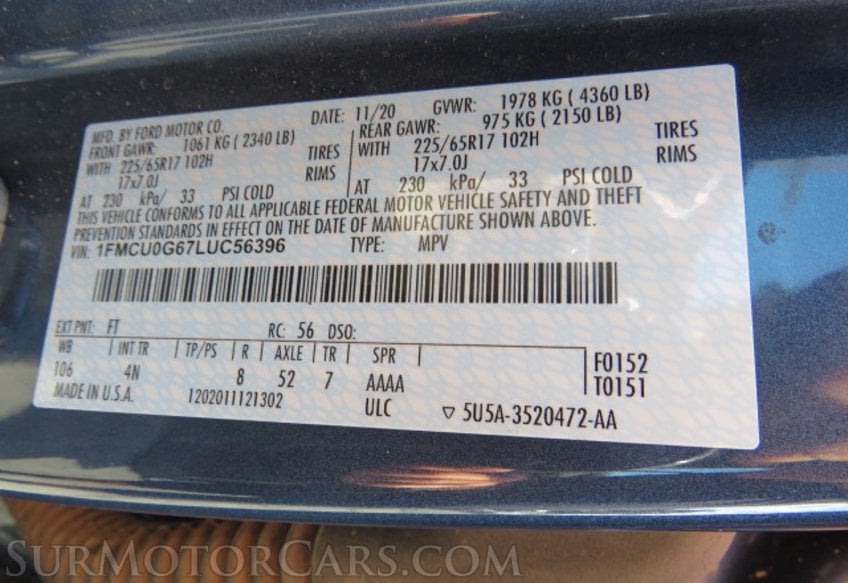 MFD. BY FORD MOTOR CO. DATE: 11/20 GVWR: 1978 KG ( 4360 LB)
FRONT GAWR: 1061 KG ( 2340 LB) REAR GAWR: 975 KG ( 2150 LB)
WITH 225/65R17 102H TIRES WITH 225/65R17 102H TIRES
17x7.0J RIMS 17x7.0J RIMS
AT 230 kPa/ 33 PSI COLD AT 230 kPa/ 33 PSI COLD
THIS VEHICLE CONFORMS TO ALL APPLICABLE FEDERAL MOTOR VEHICLE SAFETY AND THEFT
PREVENTION STANDARDS IN EFFECT ON THE DATE OF MANUFACTURE SHOWN ABOVE.
VIN: 1FMCU0G67LUC56396 TYPE: MPV
EXT PNT: FT RC: 56 DSO:
WB INT TR TP/PS R AXLE TR SPR F0152
106 4N 8 52 7 AAAA T0151
MADE IN U.S.A. 1202011121302 ULC ▽ 5U5A-3520472-AA
SURMOTORCARS.COM